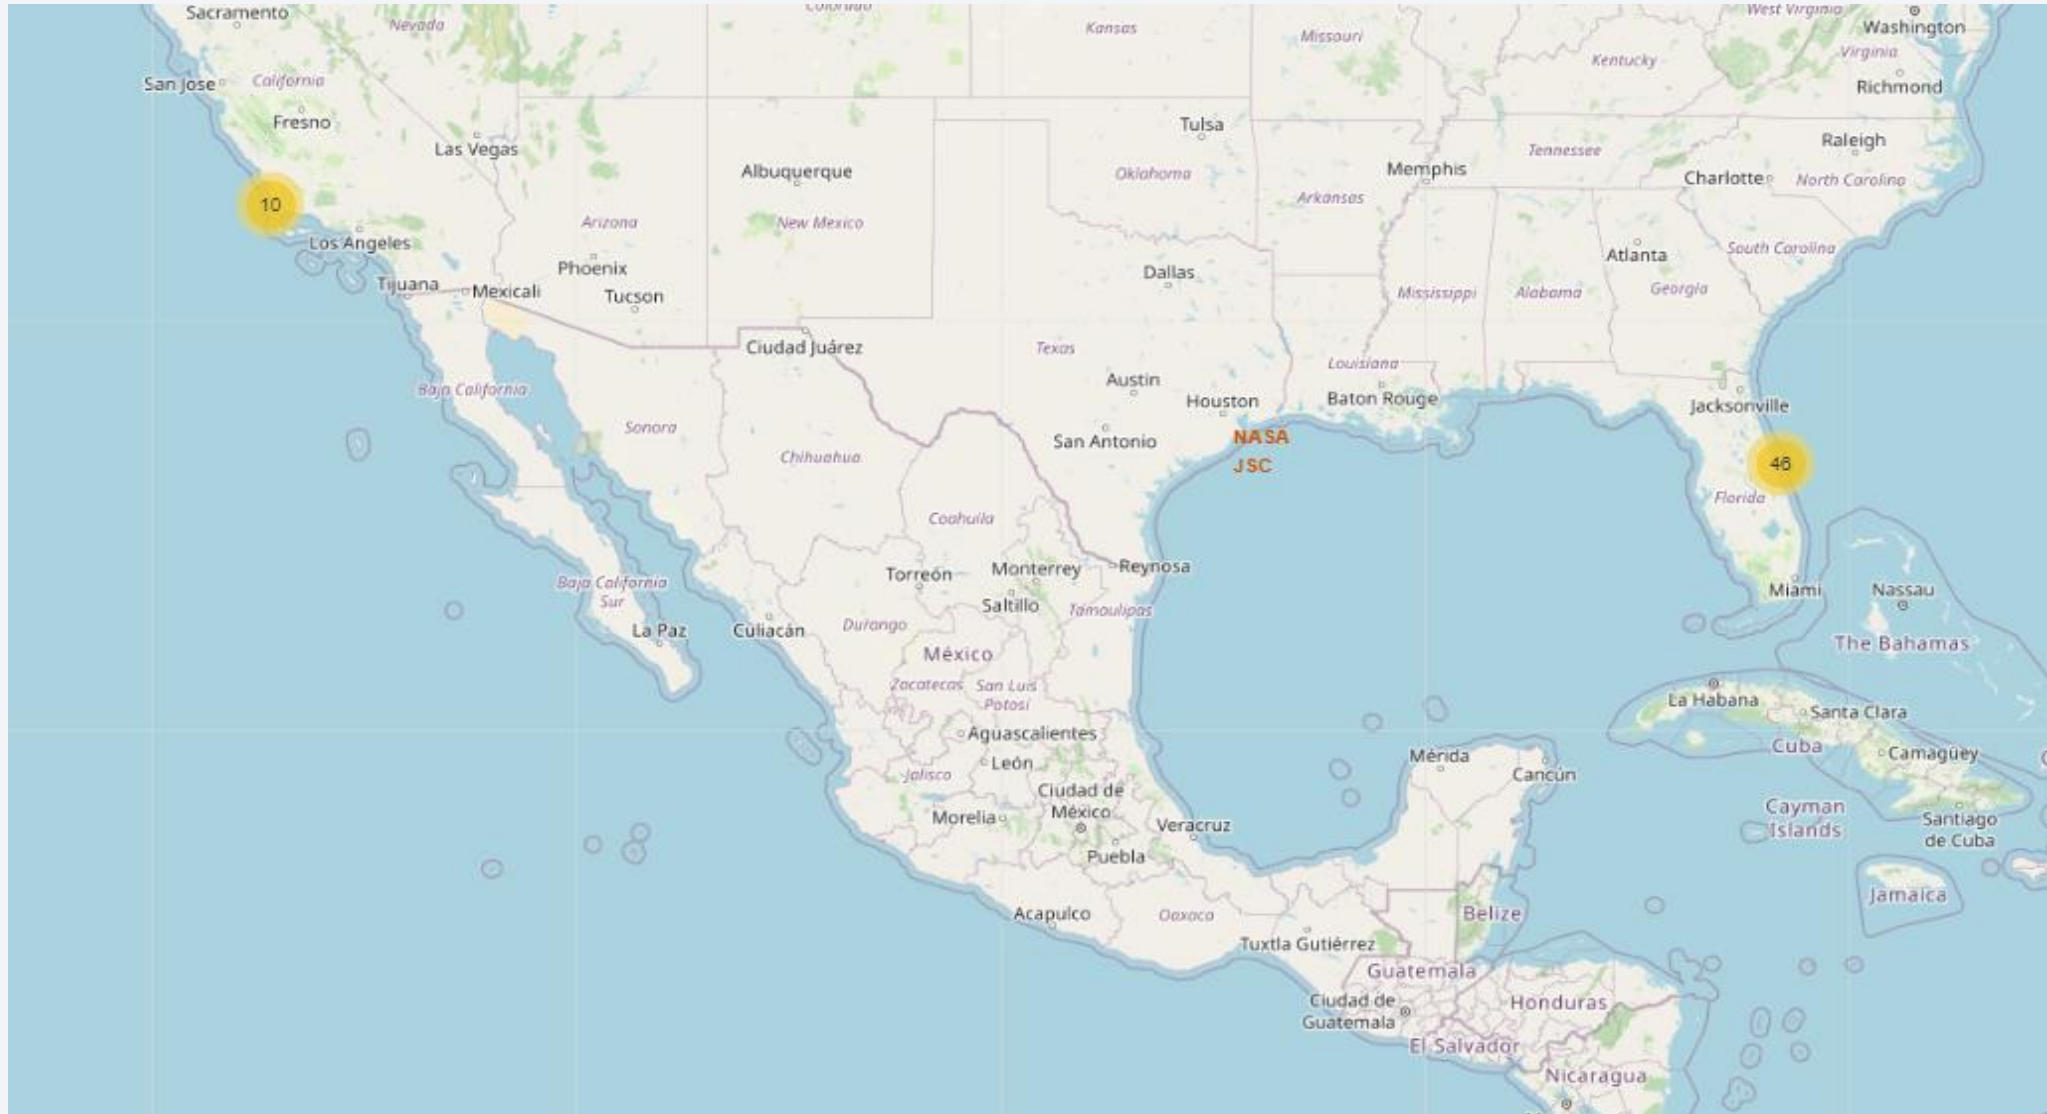 Sacramento
Nevada
Colorado
Kansas
Missouri
West Virginia
Washington
Kentucky
Virginia
San Jose
California
Richmond
Fresno
Las Vegas
Tulsa
Raleigh
Albuquerque
Oklahoma
Memphis
Tennessee
Charlotte
North Carolina
10
Arizona
New Mexico
Arkansas
Los Angeles
Phoenix
Dallas
Atlanta
South Carolina
Tijuana
Mexicali
Tucson
Mississippi
Alabama
Georgia
Ciudad Juárez
Texas
Louisiana
Baja California
Austin
Houston
Baton Rouge
Jacksonville
Sonora
Chihuahua
San Antonio
NASA
JSC
46
Florida
Coahuila
Torreón
Monterrey
Reynosa
Baja California
Sur
Saltillo
Tamaulipas
Miami
Nassau
La Paz
Culiacán
Durango
The Bahamas
México
Zacatecas
San Luis
Potosí
La Habana
Santa Clara
Aguascalientes
Cuba
Camagüey
León
Jalisco
Mérida
Cancún
Ciudad de
México
Morelia
Veracruz
Cayman
Islands
Santiago
de Cuba
Puebla
Jamaica
Acapulco
Oaxaca
Belize
Tuxtla Gutiérrez
Guatemala
Ciudad de
Guatemala
Honduras
El Salvador
Nicaragua